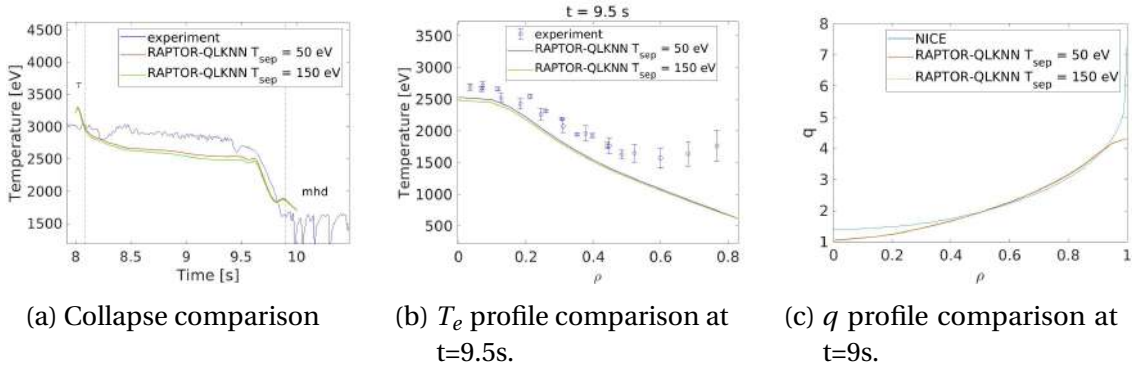 4500
4000
3500
3000
2500
2000
1500
Temperature [eV]
experiment
RAPTOR-QLKNN T_sep = 50 eV
RAPTOR-QLKNN T_sep = 150 eV
T
mhd
8 8.5 9 9.5 10
Time [s]
(a) Collapse comparison
t = 9.5 s
4000
3500
3000
2500
2000
1500
1000
500
Temperature [eV]
experiment
RAPTOR-QLKNN T_sep = 50 eV
RAPTOR-QLKNN T_sep = 150 eV
0 0.2 0.4 0.6 0.8
ρ
(b) T_e profile comparison at
t=9.5s.
8
7
6
5
4
3
2
1
q
NICE
RAPTOR-QLKNN T_sep = 50 eV
RAPTOR-QLKNN T_sep = 150 eV
0 0.2 0.4 0.6 0.8 1
ρ
(c) q profile comparison at
t=9s.